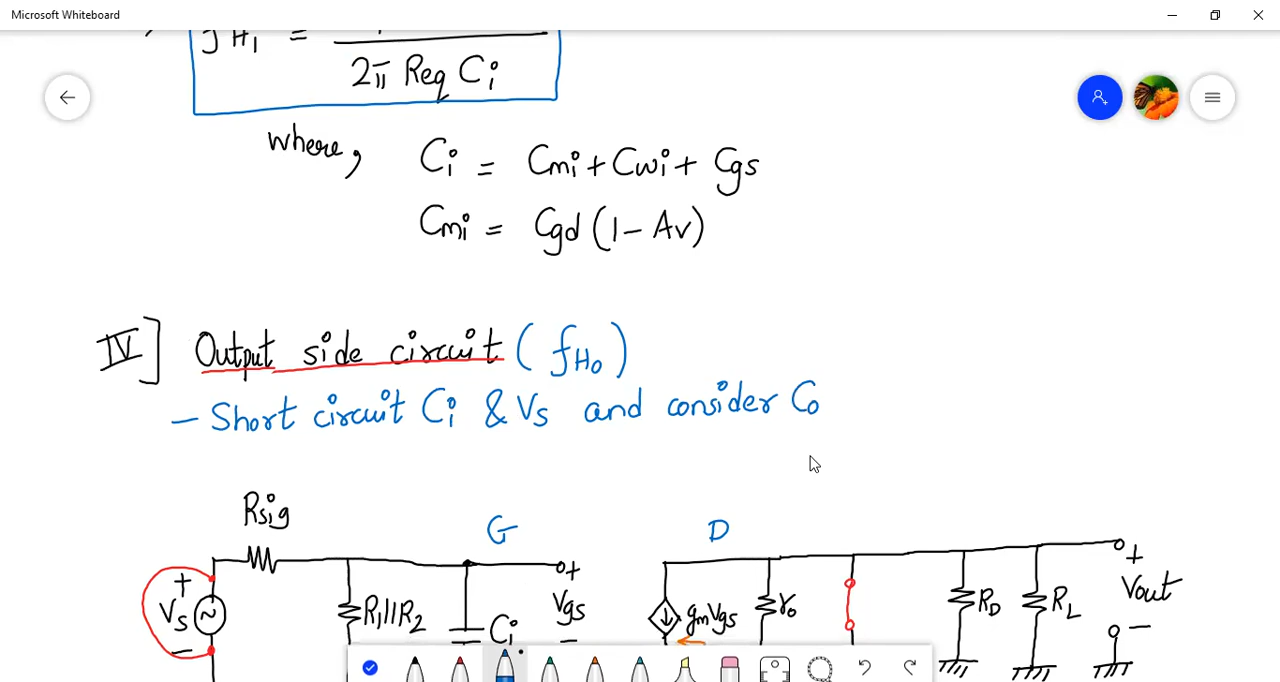 Microsoft Whiteboard
fHi =
2π Req Ci
where,
Ci = Cmi + Cwi + Cgs
Cmi = Cgd (1 - Av)
IV] Output side circuit (fHo)
- Short circuit Ci & Vs and consider Co
Rsig
G
D
+
Vs
~
-
R1||R2
Ci
+
Vgs
-
gmVgs
ro
RD
RL
+
Vout
-